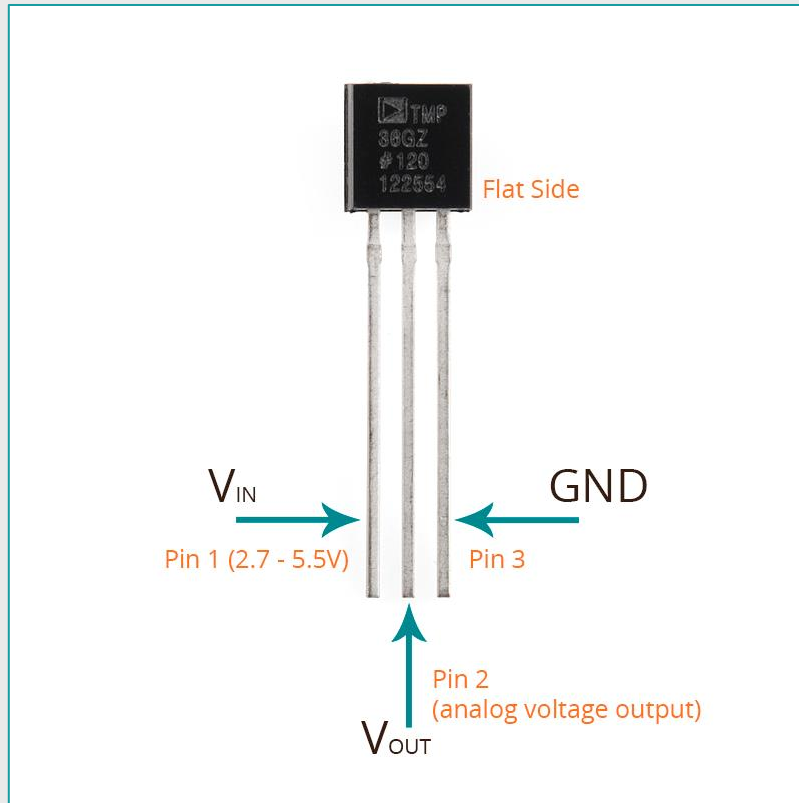 TMP
36GZ
#120
122554
Flat Side
VIN
GND
Pin 1 (2.7 - 5.5V)
Pin 3
Pin 2
(analog voltage output)
VOUT